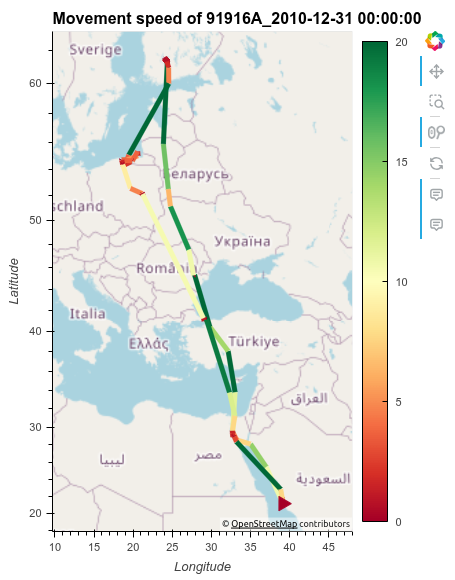 Movement speed of 91916A_2010-12-31 00:00:00
Sverige
60
20
15
10
5
0
Беларусь
schland
50
Україна
România
Italia
40
Ελλάς
Türkiye
العراق
30
ليبيا
مصر
السعودية
20
© OpenStreetMap contributors
10 15 20 25 30 35 40 45
Latitude
Longitude